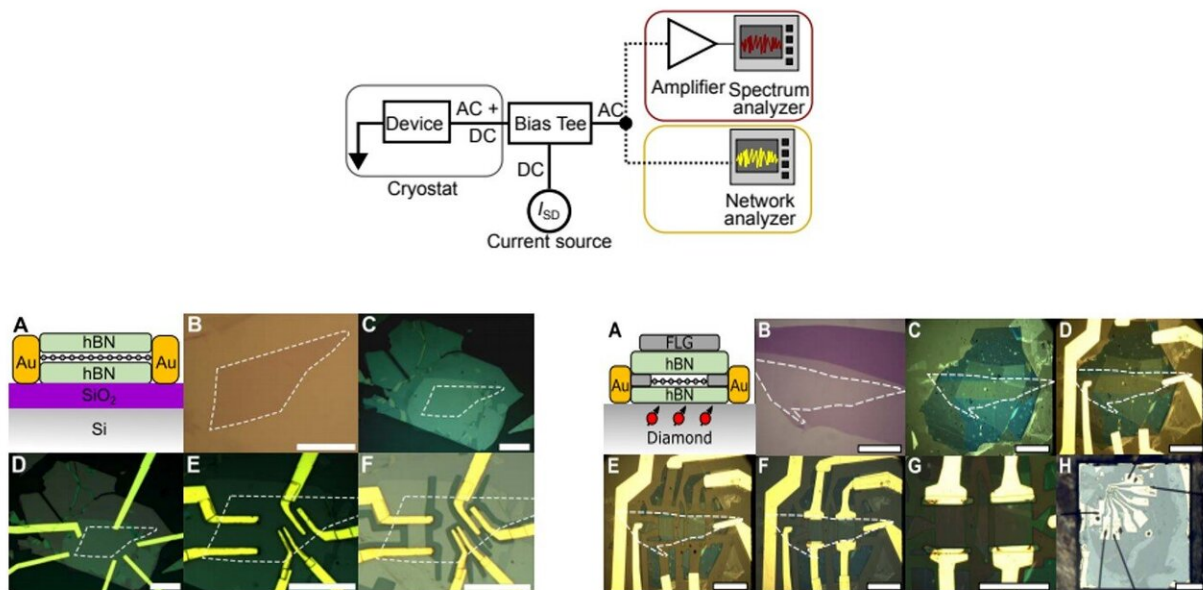 Amplifier
Spectrum
analyzer
AC +
AC
Device
Bias Tee
DC
DC
Cryostat
I_SD
Current source
Network
analyzer
A
hBN
Au
Au
hBN
SiO₂
Si
B
C
D
E
F
A
FLG
hBN
Au
Au
hBN
Diamond
B
C
D
E
F
G
H